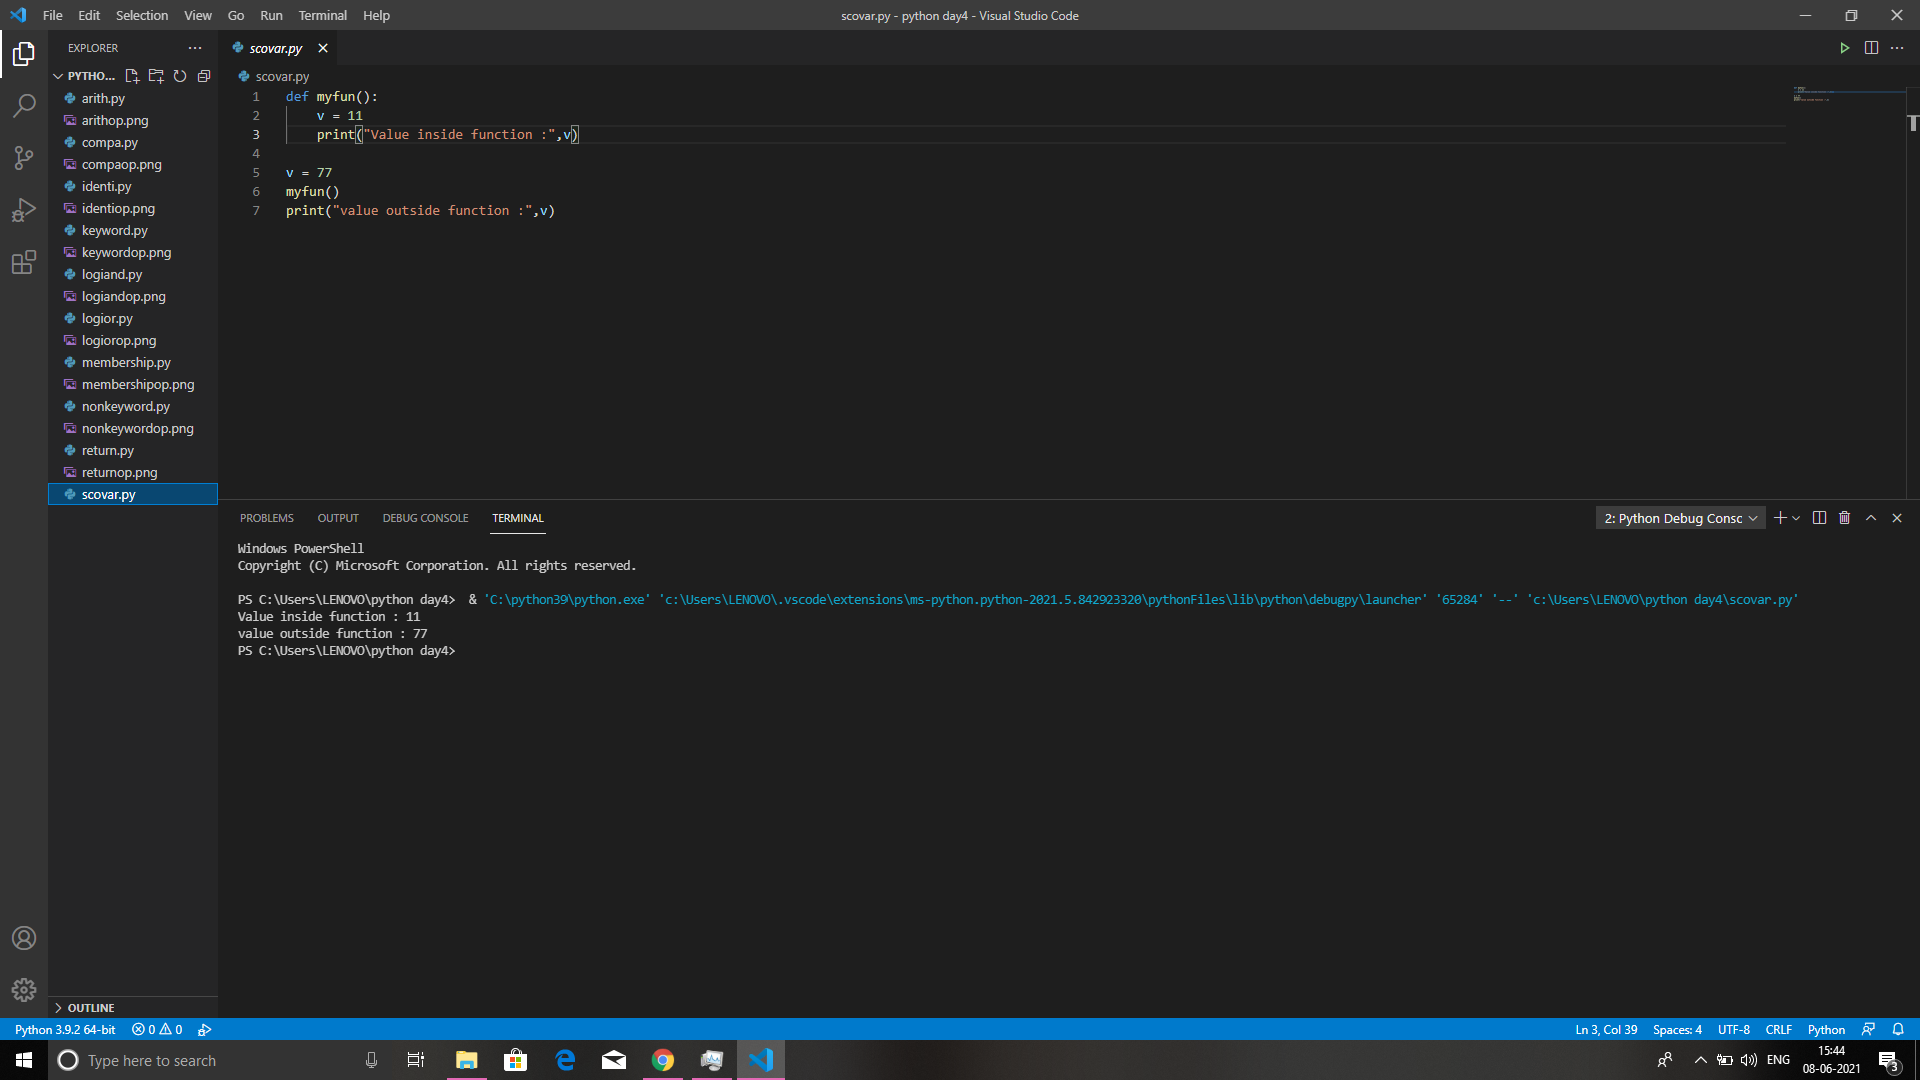 File Edit Selection View Go Run Terminal Help
scovar.py - python day4 - Visual Studio Code
EXPLORER
PYTHO...
arith.py
arithop.png
compa.py
compaop.png
identi.py
identiop.png
keyword.py
keywordop.png
logiand.py
logiandop.png
logior.py
logiorop.png
membership.py
membershipop.png
nonkeyword.py
nonkeywordop.png
return.py
returnop.png
scovar.py
OUTLINE
scovar.py
scovar.py
1 def myfun():
2 v = 11
3 print("Value inside function :",v)
4
5 v = 77
6 myfun()
7 print("value outside function :",v)
PROBLEMS OUTPUT DEBUG CONSOLE TERMINAL
2: Python Debug Consc
Windows PowerShell
Copyright (C) Microsoft Corporation. All rights reserved.
PS C:\Users\LENOVO\python day4> & 'C:\python39\python.exe' 'c:\Users\LENOVO\.vscode\extensions\ms-python.python-2021.5.842923320\pythonFiles\lib\python\debugpy\launcher' '65284' '--' 'c:\Users\LENOVO\python day4\scovar.py'
Value inside function : 11
value outside function : 77
PS C:\Users\LENOVO\python day4>
Python 3.9.2 64-bit 0 0
Ln 3, Col 39 Spaces: 4 UTF-8 CRLF Python
Type here to search
ENG
15:44
08-06-2021
3